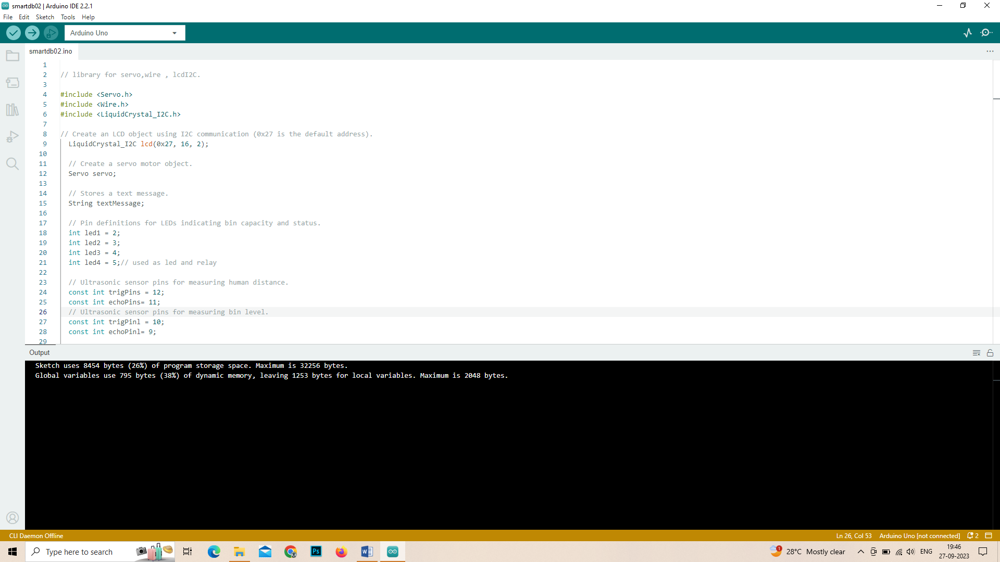 smartdb02 | Arduino IDE 2.2.1
File Edit Sketch Tools Help
Arduino Uno
smartdb02.ino
1
2 // library for servo,wire , lcdI2C.
3
4 #include <Servo.h>
5 #include <Wire.h>
6 #include <LiquidCrystal_I2C.h>
7
8 // Create an LCD object using I2C communication (0x27 is the default address).
9 LiquidCrystal_I2C lcd(0x27, 16, 2);
10
11 // Create a servo motor object.
12 Servo servo;
13
14 // Stores a text message.
15 String textMessage;
16
17 // Pin definitions for LEDs indicating bin capacity and status.
18 int led1 = 2;
19 int led2 = 3;
20 int led3 = 4;
21 int led4 = 5;// used as led and relay
22
23 // Ultrasonic sensor pins for measuring human distance.
24 const int trigPins = 12;
25 const int echoPins= 11;
26 // Ultrasonic sensor pins for measuring bin level.
27 const int trigPinl = 10;
28 const int echoPinl= 9;
29
Output
Sketch uses 8454 bytes (26%) of program storage space. Maximum is 32256 bytes.
Global variables use 795 bytes (38%) of dynamic memory, leaving 1253 bytes for local variables. Maximum is 2048 bytes.
CLI Daemon Offline
Ln 26, Col 53 Arduino Uno [not connected] 2
Type here to search
Ps
W
1
28°C Mostly clear
ENG
19:46
27-09-2023